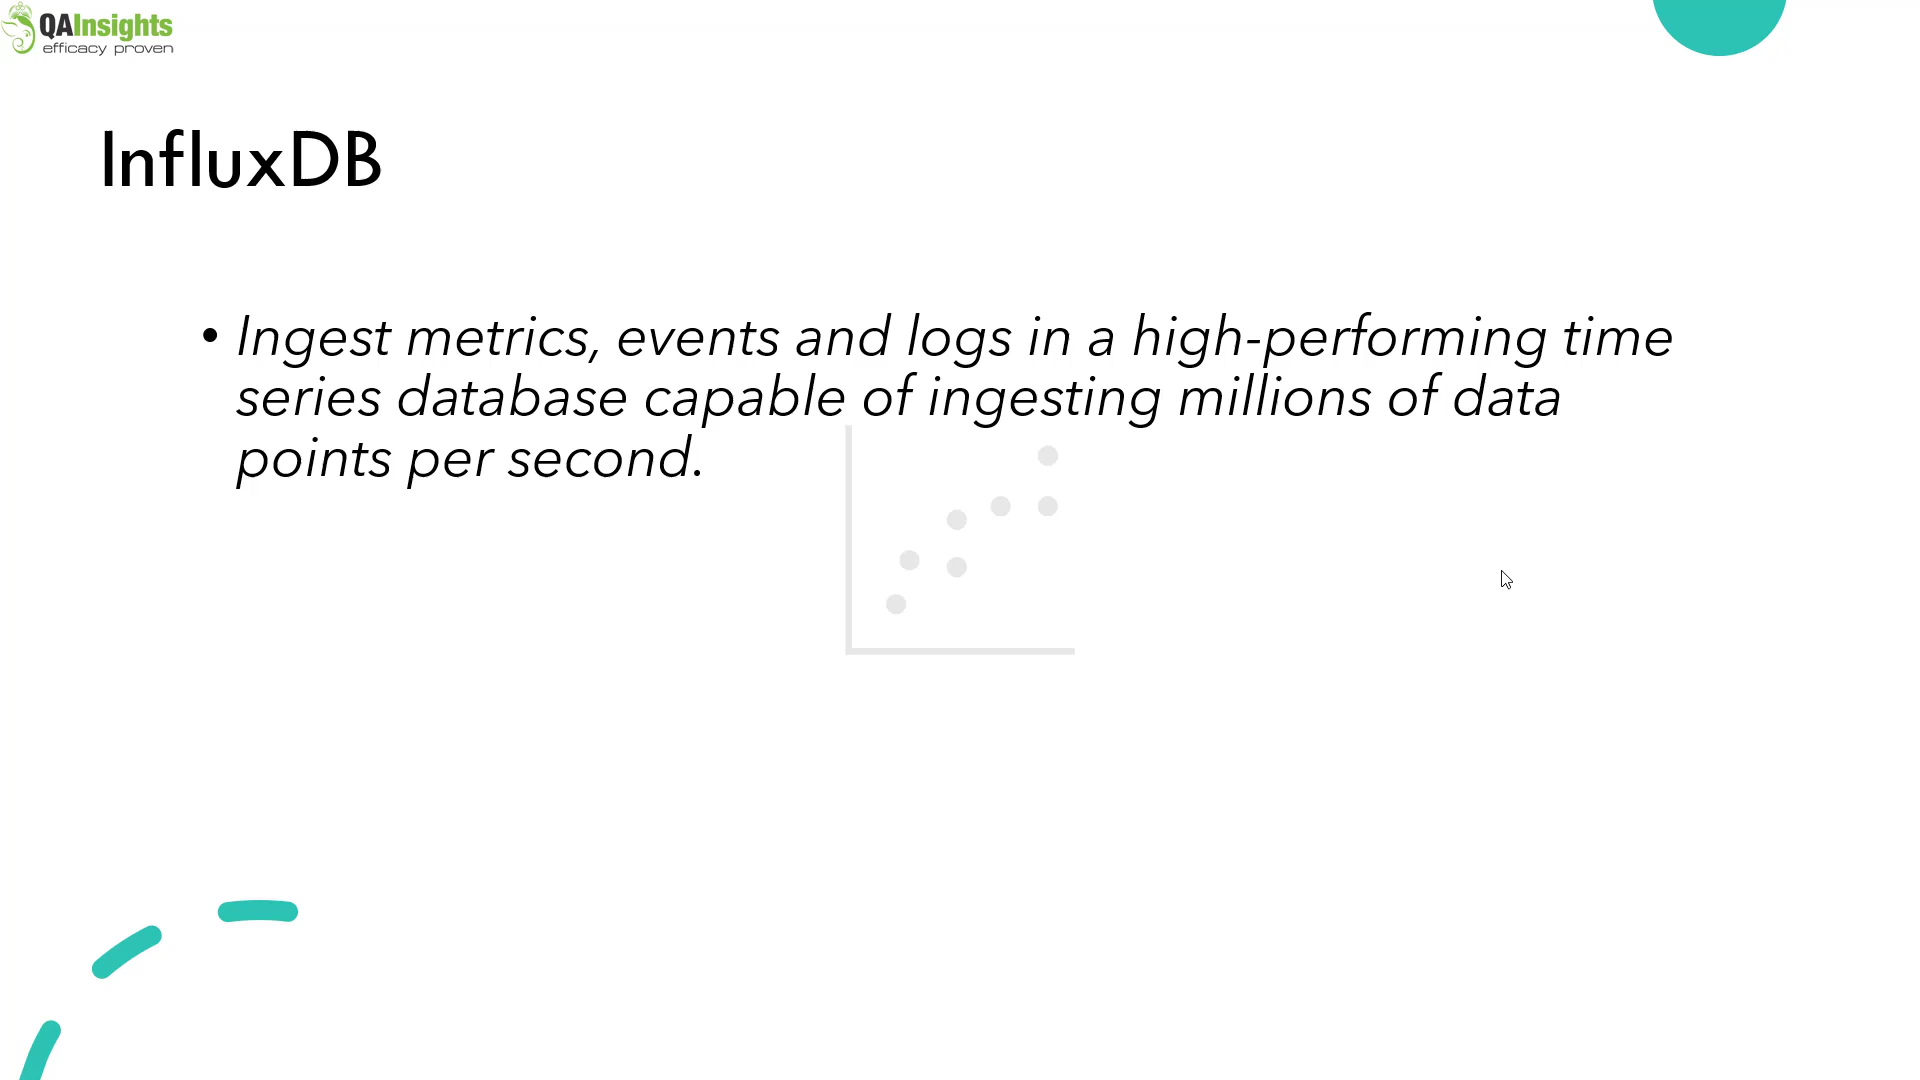 QAInsights
efficacy proven
InfluxDB
• Ingest metrics, events and logs in a high-performing time
series database capable of ingesting millions of data
points per second.